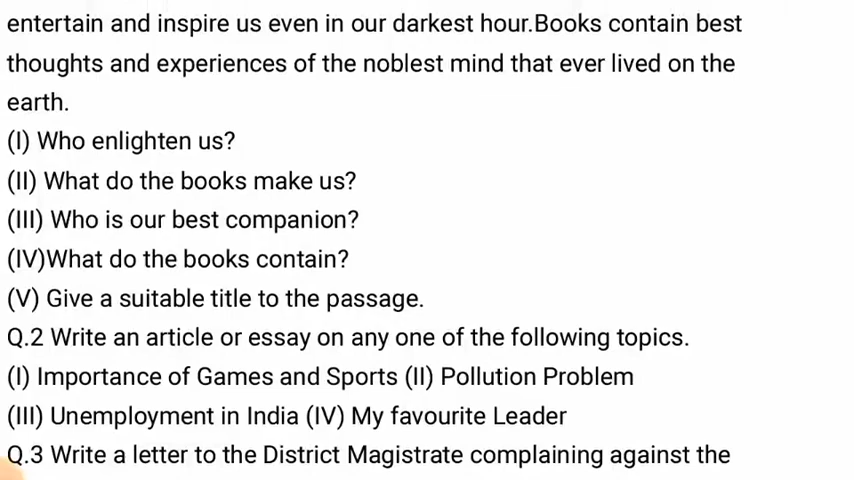 entertain and inspire us even in our darkest hour.Books contain best
thoughts and experiences of the noblest mind that ever lived on the
earth.
(I) Who enlighten us?
(II) What do the books make us?
(III) Who is our best companion?
(IV)What do the books contain?
(V) Give a suitable title to the passage.
Q.2 Write an article or essay on any one of the following topics.
(I) Importance of Games and Sports (II) Pollution Problem
(III) Unemployment in India (IV) My favourite Leader
Q.3 Write a letter to the District Magistrate complaining against the